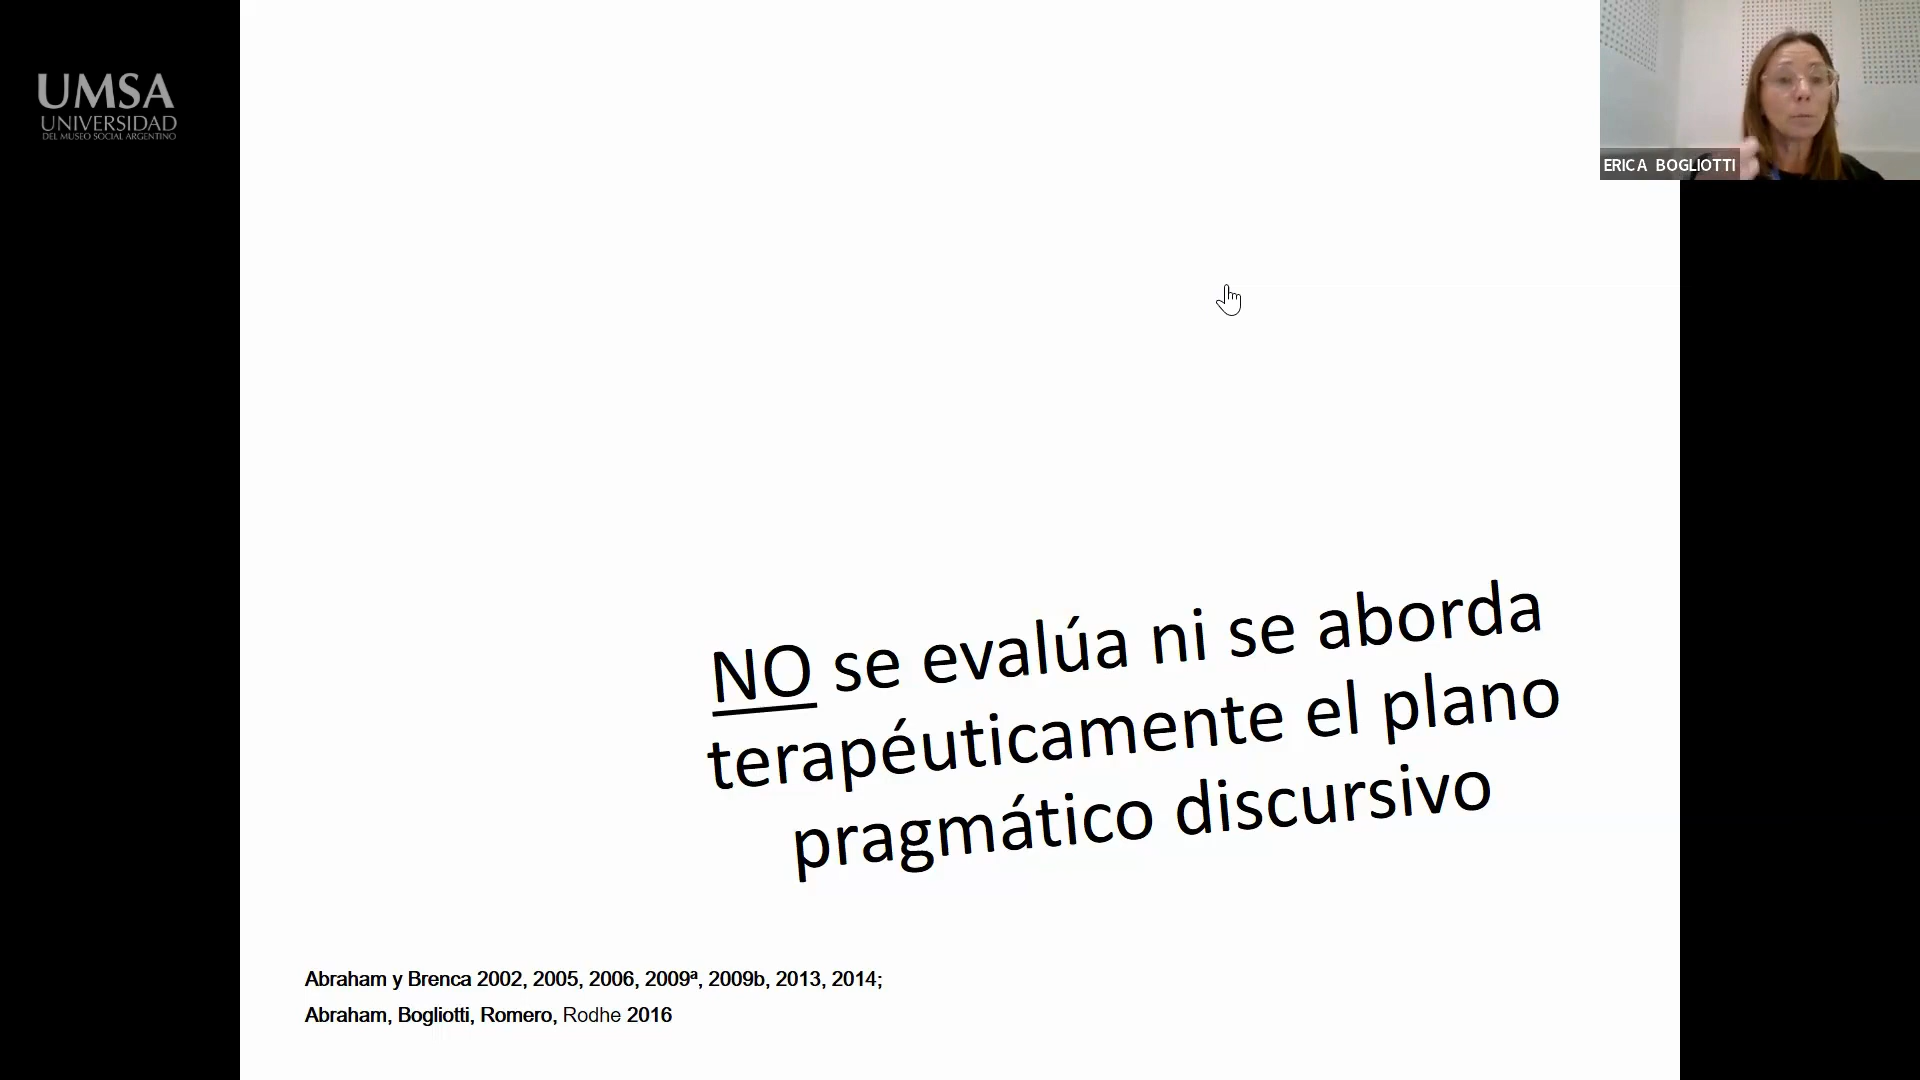 UMSA
UNIVERSIDAD
DEL MUSEO SOCIAL ARGENTINO
ERICA BOGLIOTTI
NO se evalúa ni se aborda
terapéuticamente el plano
pragmático discursivo
Abraham y Brenca 2002, 2005, 2006, 2009ª, 2009b, 2013, 2014;
Abraham, Bogliotti, Romero, Rodhe 2016